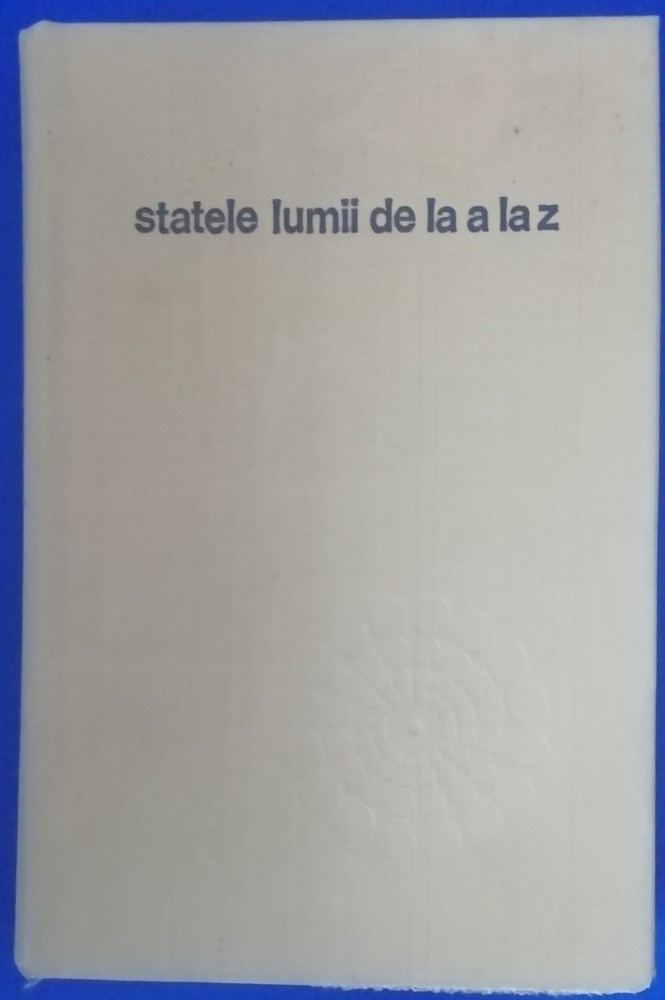 statele lumii de la a la z